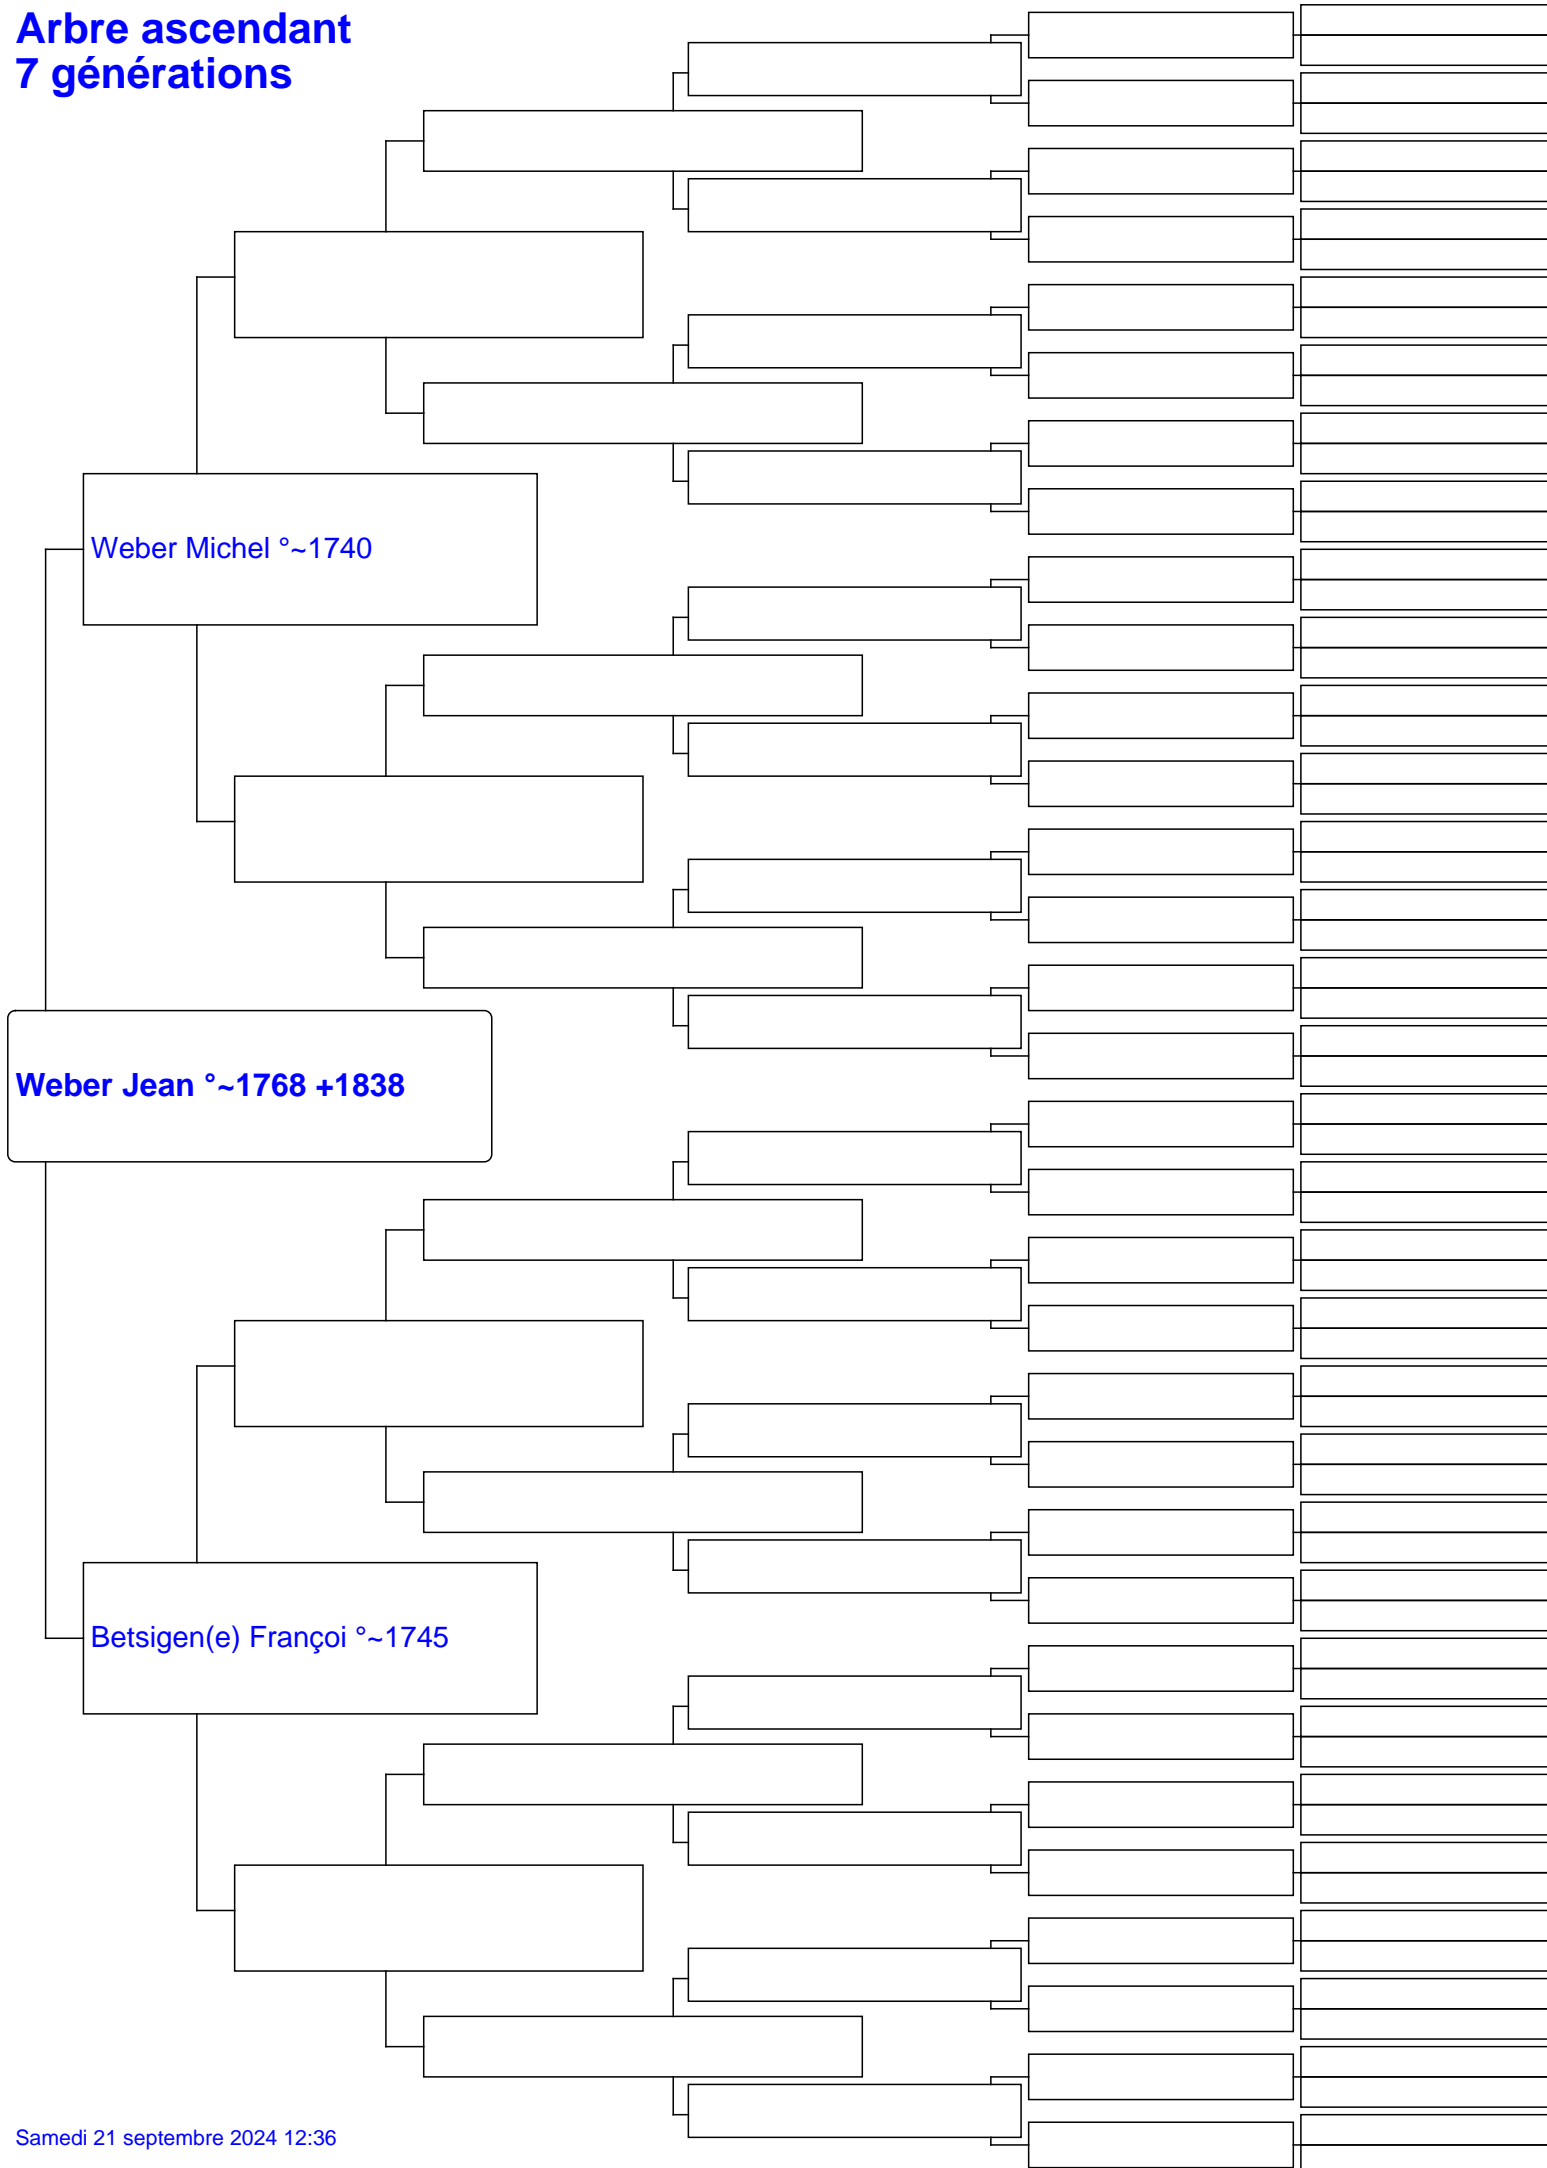 Arbre ascendant
7 générations
Weber Michel °~1740
Weber Jean °~1768 +1838
Betsigen(e) Françoi °~1745
Samedi 21 septembre 2024 12:36